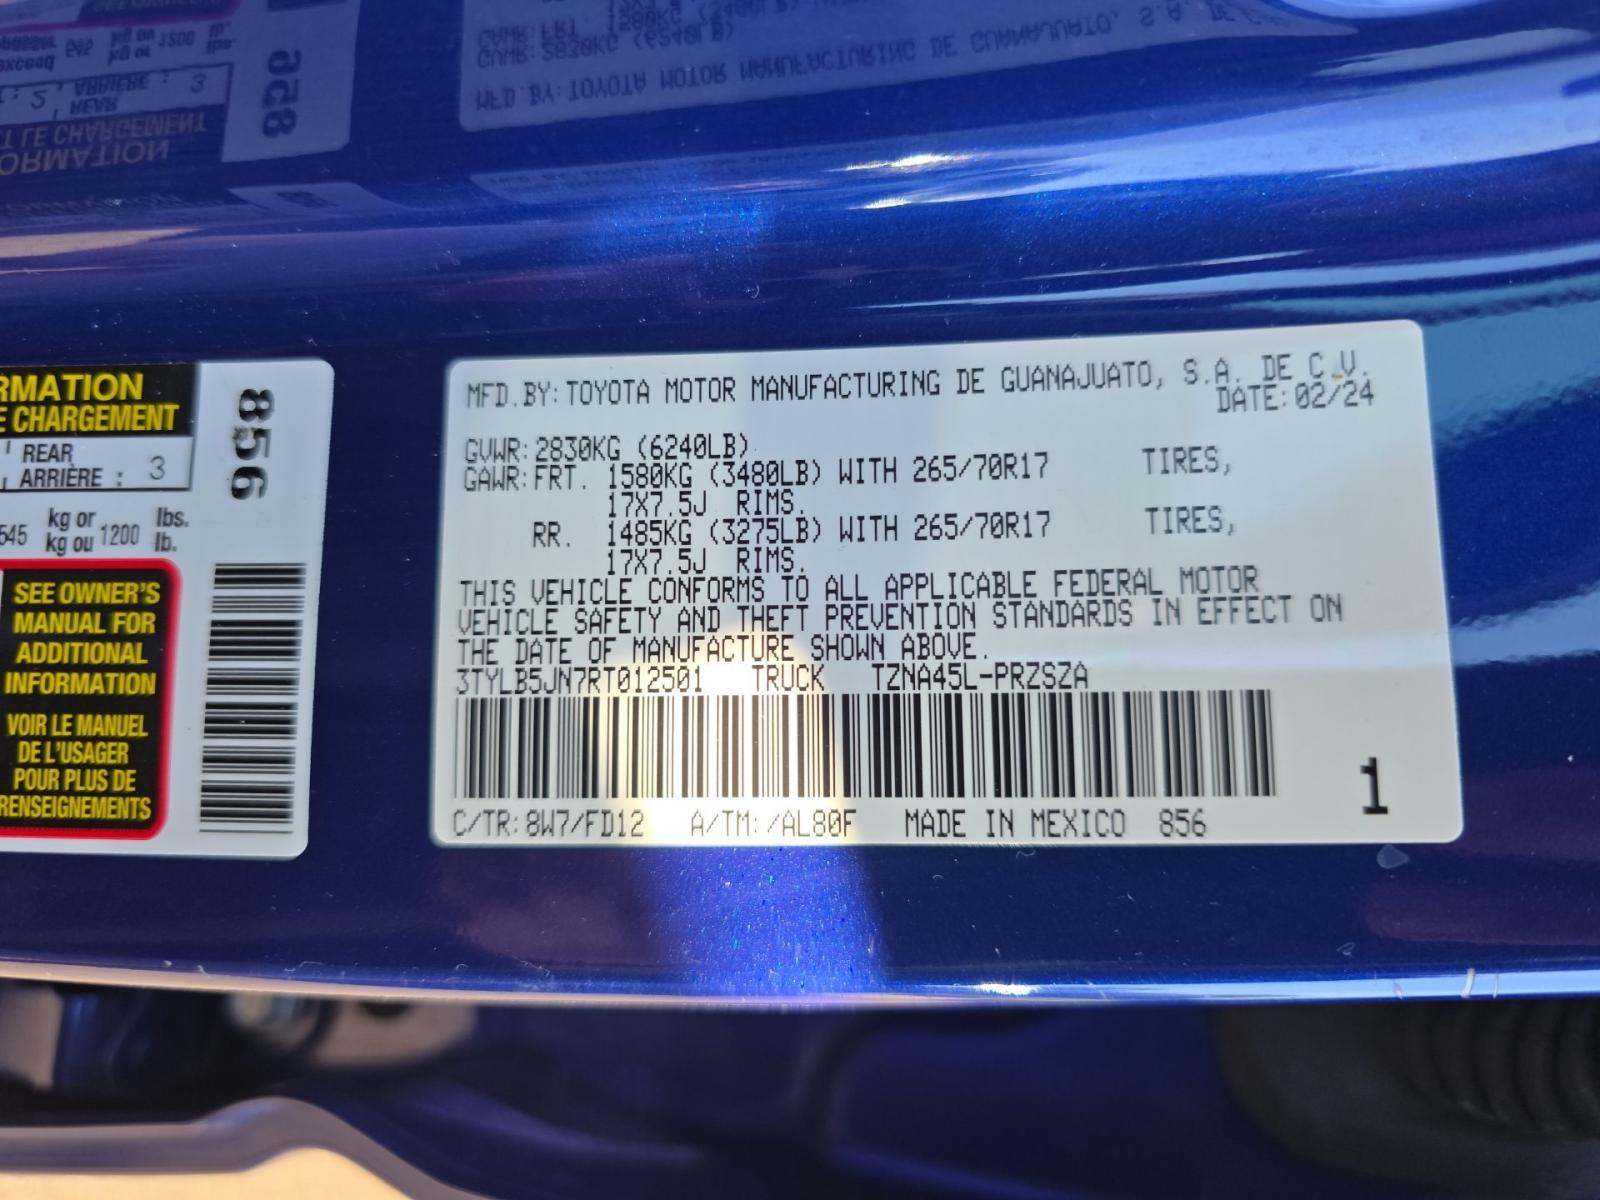 RMATION
E CHARGEMENT
REAR
ARRIÈRE : 3
545 kg or 1200 lbs.
kg ou lb.
SEE OWNER'S
MANUAL FOR
ADDITIONAL
INFORMATION
VOIR LE MANUEL
DE L'USAGER
POUR PLUS DE
RENSEIGNEMENTS
856
MFD.BY:TOYOTA MOTOR MANUFACTURING DE GUANAJUATO, S.A. DE C.V.
DATE:02/24
GVWR:2830KG (6240LB)
GAWR:FRT. 1580KG (3480LB) WITH 265/70R17 TIRES,
17X7.5J RIMS.
RR. 1485KG (3275LB) WITH 265/70R17 TIRES,
17X7.5J RIMS.
THIS VEHICLE CONFORMS TO ALL APPLICABLE FEDERAL MOTOR
VEHICLE SAFETY AND THEFT PREVENTION STANDARDS IN EFFECT ON
THE DATE OF MANUFACTURE SHOWN ABOVE.
3TYLB5JN7RT012501 TRUCK TZNA45L-PRZSZA
C/TR:8W7/FD12 A/TM:/AL80F MADE IN MEXICO 856
1